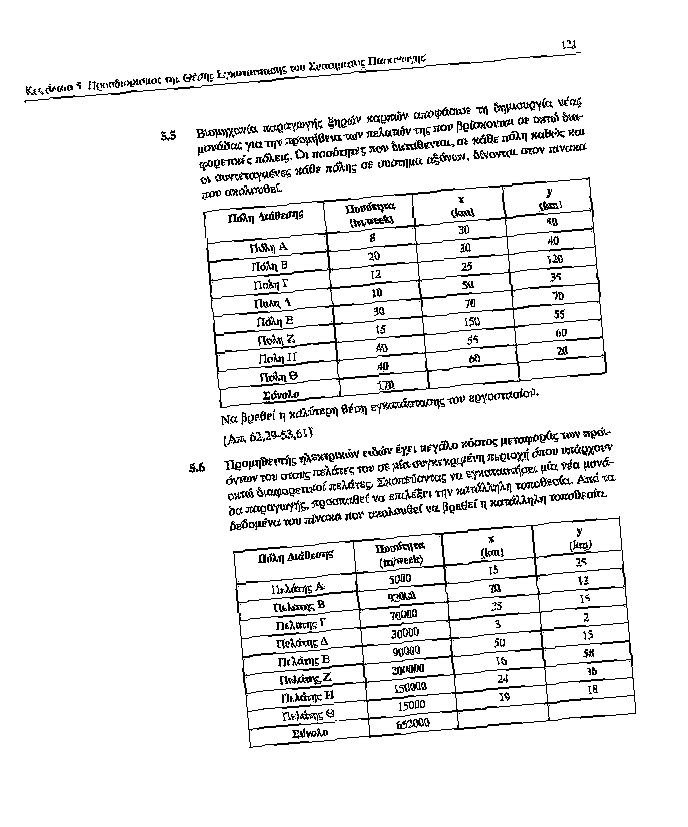 Κεφάλαιο 5 Προσδιορισμός της Θέσης Εγκατάστασης του Συστήματος Παραγωγής 121
5.5 Βιομηχανία παραγωγής ξηρών καρπών αποφάσισε τη δημιουργία νέας
μονάδας για την προμήθεια των πελατών της που βρίσκονται σε οκτώ δια-
φορετικές πόλεις. Οι ποσότητες που διατίθενται, σε κάθε πόλη καθώς και
οι συντεταγμένες κάθε πόλης σε σύστημα αξόνων, δίνονται στον πίνακα
που ακολουθεί.
Πόλη Διάθεσης Ποσότητα (tn/week) x (km) y (km)
Πόλη Α 8 30 50
Πόλη Β 20 30 40
Πόλη Γ 12 25 120
Πόλη Δ 10 50 35
Πόλη Ε 30 70 70
Πόλη Ζ 15 150 55
Πόλη Η 40 55 60
Πόλη Θ 40 60 20
Σύνολο 170
Να βρεθεί η καλύτερη θέση εγκατάστασης του εργοστασίου.
(Απ. 62,29-53,61)
5.6 Προμηθευτής ηλεκτρικών ειδών έχει μεγάλο κόστος μεταφοράς των προϊ-
όντων του στους πελάτες του σε μία συγκεκριμένη περιοχή όπου υπάρχουν
οκτώ διαφορετικοί πελάτες. Σκοπεύοντας να εγκαταστήσει μία νέα μονά-
δα παραγωγής, προσπαθεί να επιλέξει την κατάλληλη τοποθεσία. Από τα
δεδομένα του πίνακα που ακολουθεί να βρεθεί η κατάλληλη τοποθεσία.
Πόλη Διάθεσης Ποσότητα (tn/week) x (km) y (km)
Πελάτης Α 5000 15 25
Πελάτης Β 92000 20 12
Πελάτης Γ 70000 25 15
Πελάτης Δ 30000 3 2
Πελάτης Ε 90000 50 15
Πελάτης Ζ 200000 16 58
Πελάτης Η 150000 24 36
Πελάτης Θ 15000 19 18
Σύνολο 652000